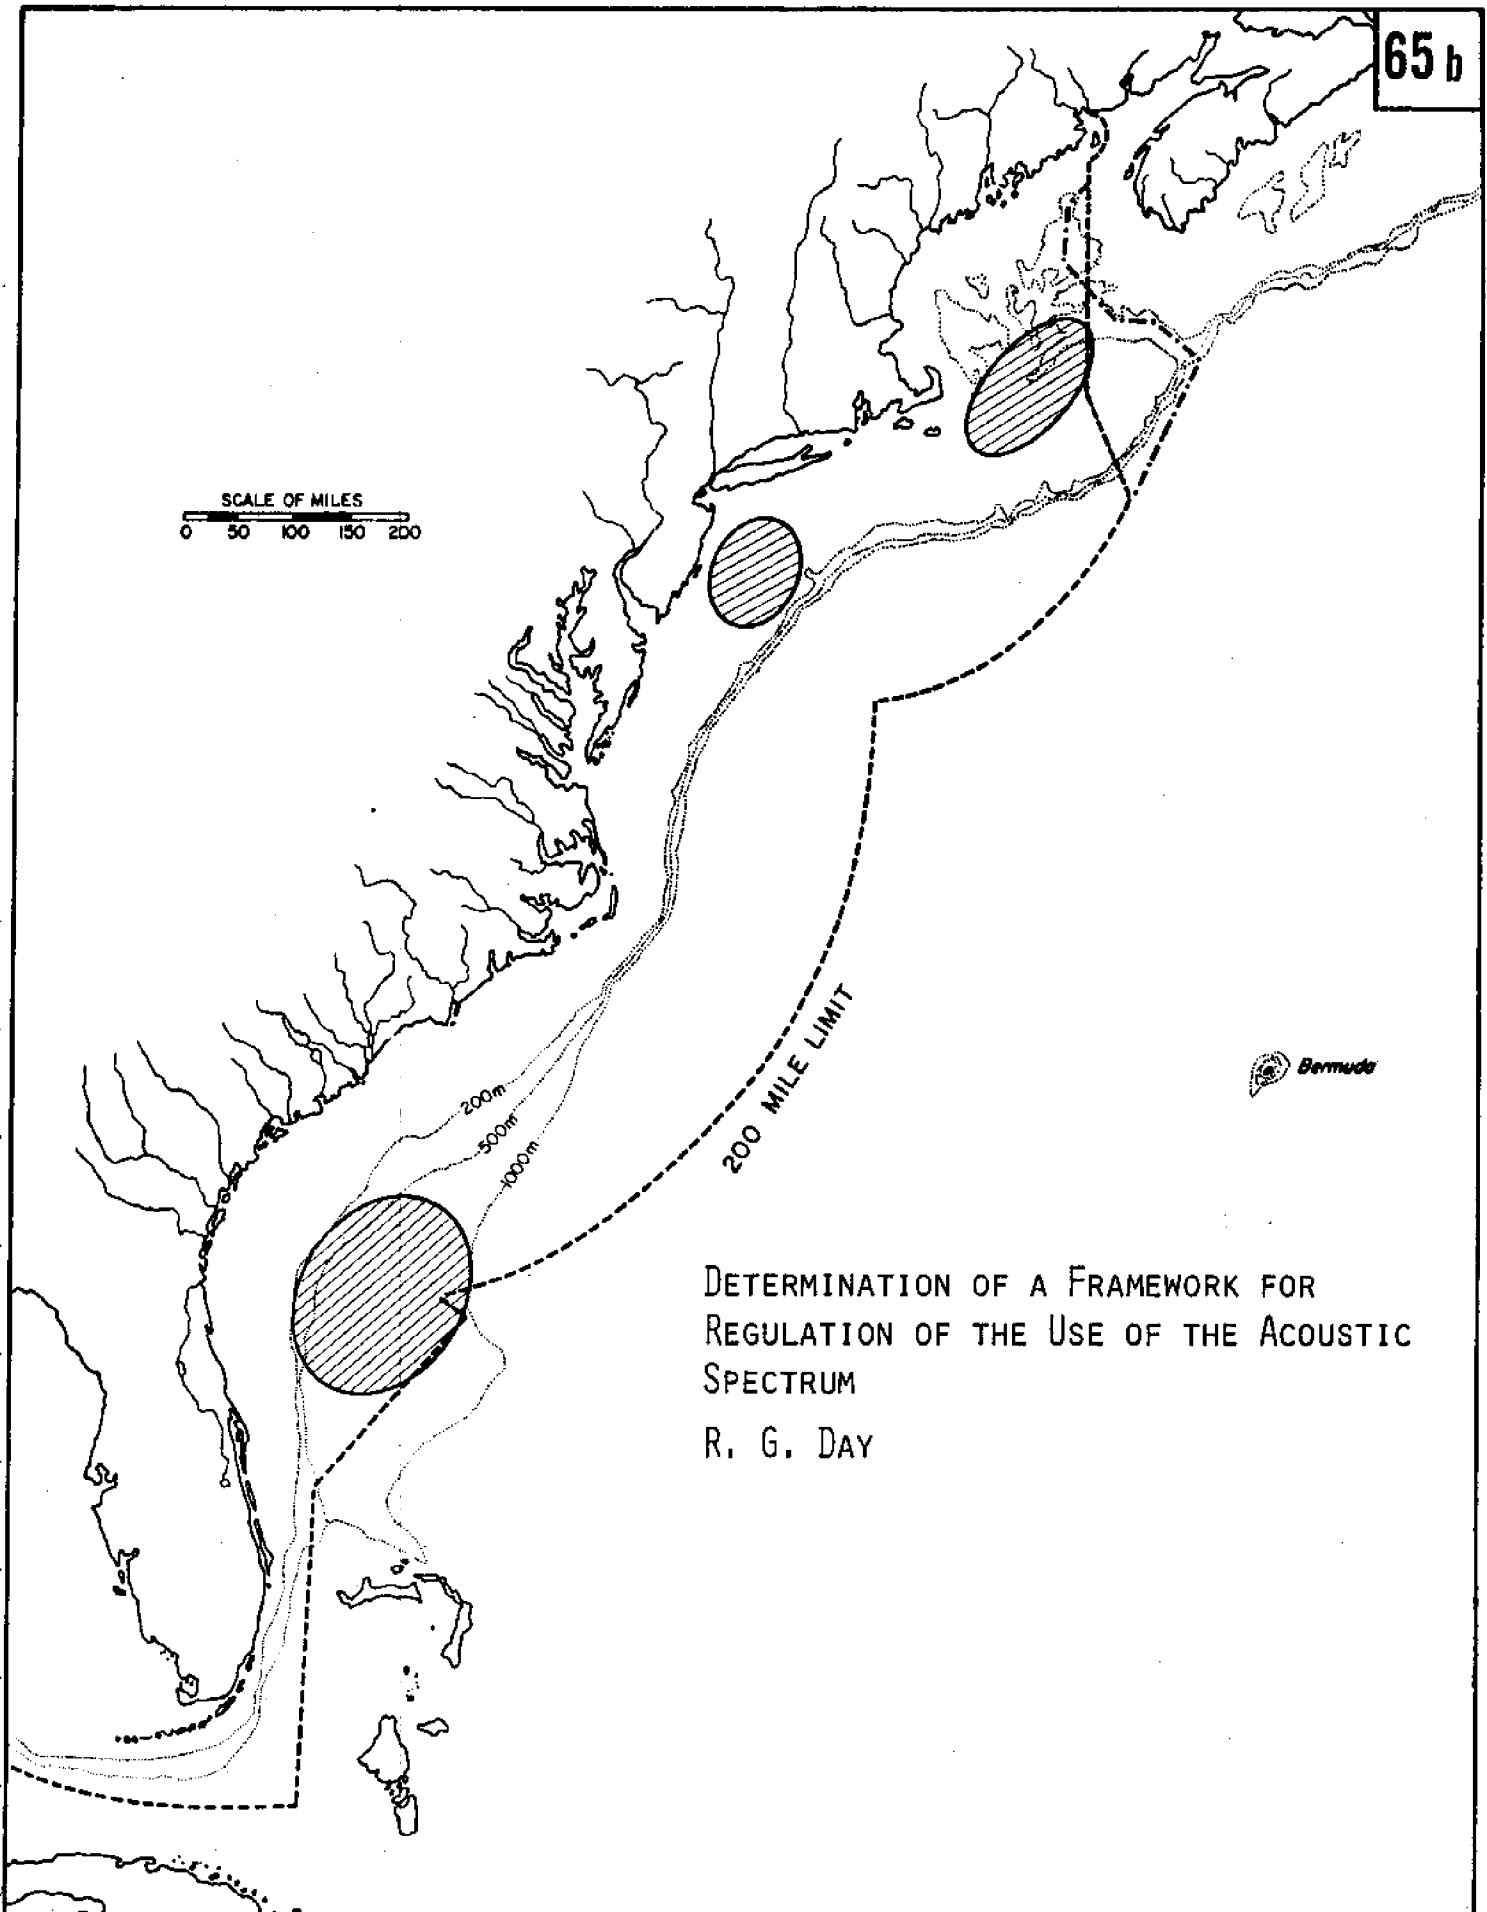 65 b
SCALE OF MILES
0 50 100 150 200
200 MILE LIMIT
Bermuda
200m
500m
1000m
DETERMINATION OF A FRAMEWORK FOR
REGULATION OF THE USE OF THE ACOUSTIC
SPECTRUM
R. G. DAY